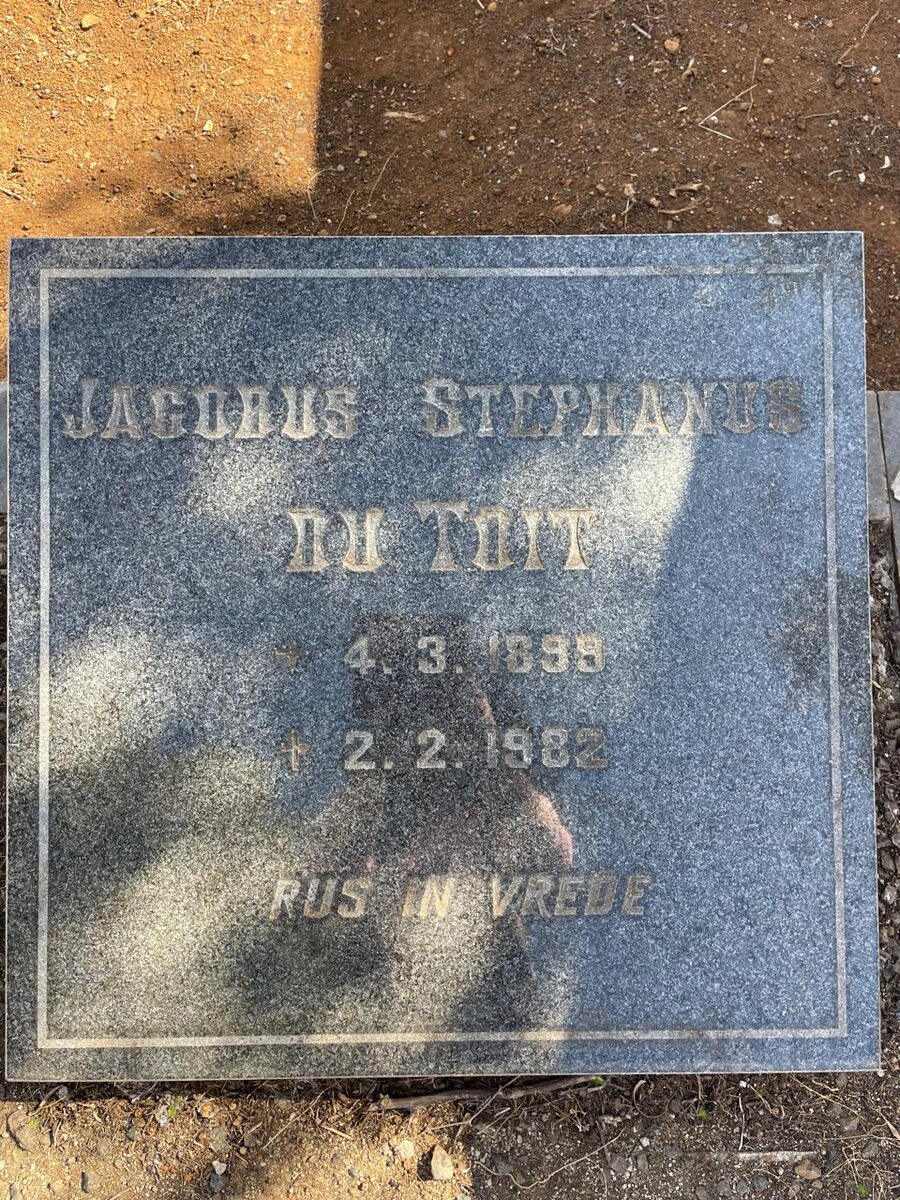 JACOBUS STEPHANUS
DU TOIT
* 4. 3. 1899
† 2. 2. 1982
RUS IN VREDE